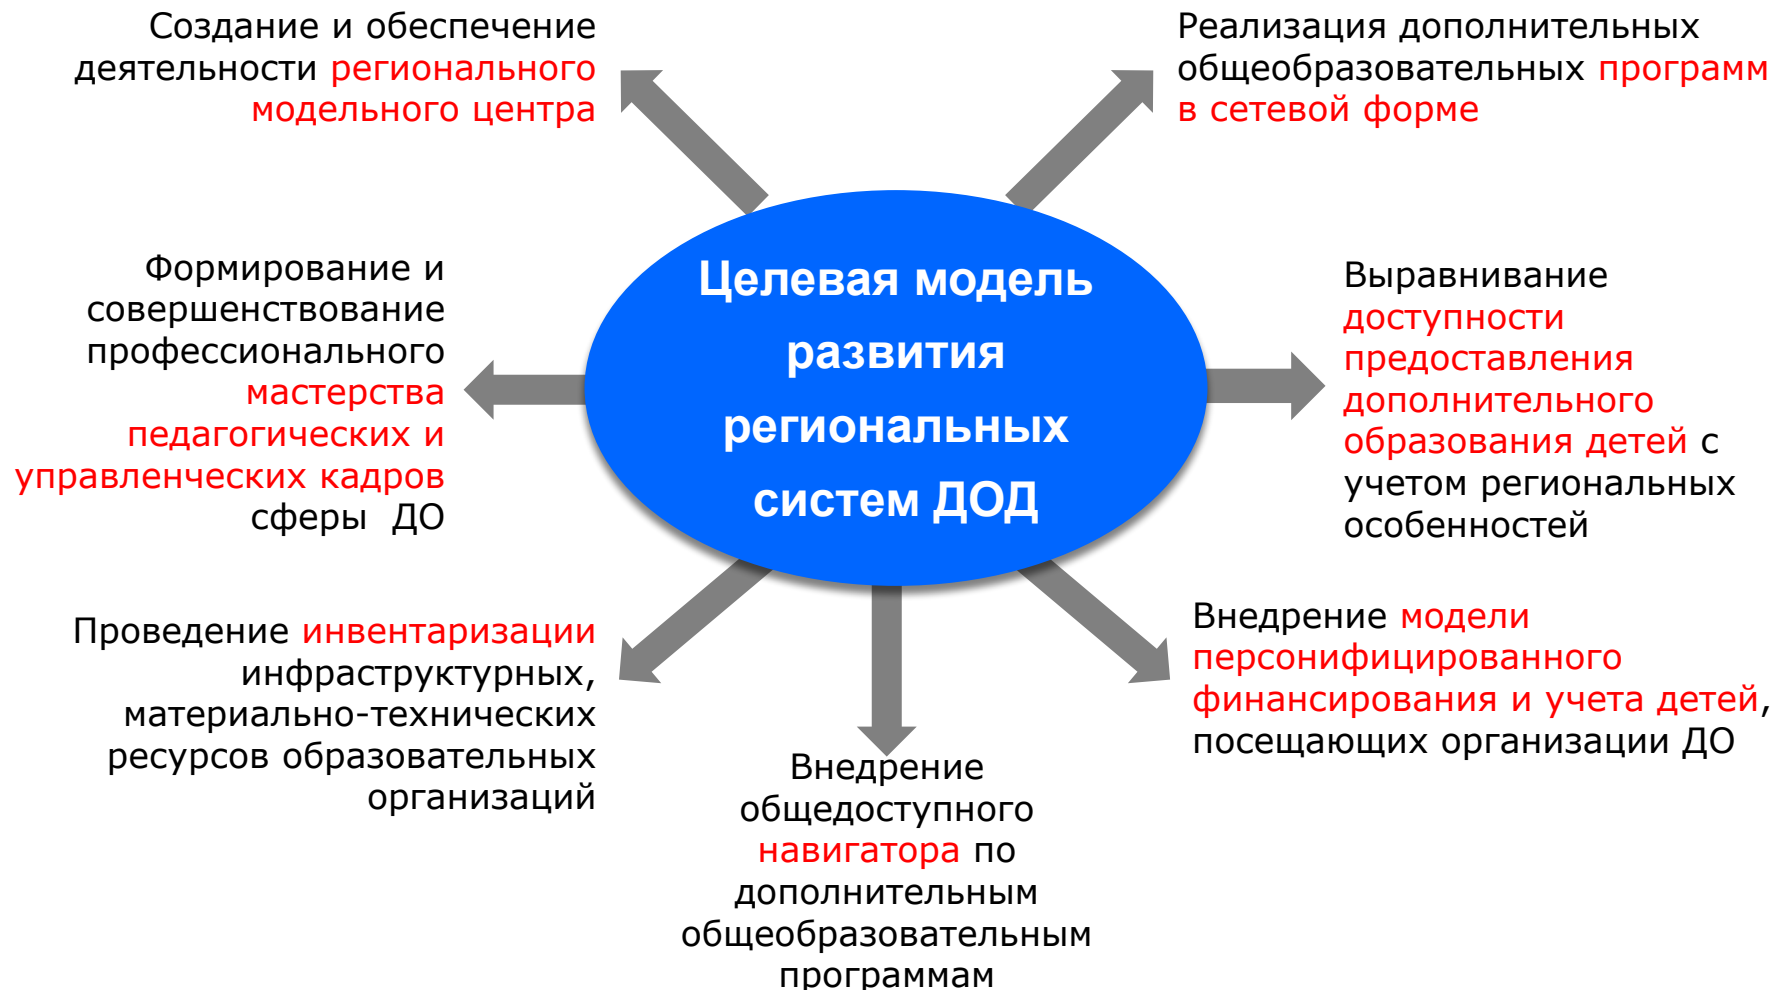 Создание и обеспечение
деятельности регионального
модельного центра
Реализация дополнительных
общеобразовательных программ
в сетевой форме
Формирование и
совершенствование
профессионального
мастерства
педагогических и
управленческих кадров
сферы ДО
Целевая модель
развития
региональных
систем ДОД
Выравнивание
доступности
предоставления
дополнительного
образования детей с
учетом региональных
особенностей
Проведение инвентаризации
инфраструктурных,
материально-технических
ресурсов образовательных
организаций
Внедрение
общедоступного
навигатора по
дополнительным
общеобразовательным
программам
Внедрение модели
персонифицированного
финансирования и учета детей,
посещающих организации ДО